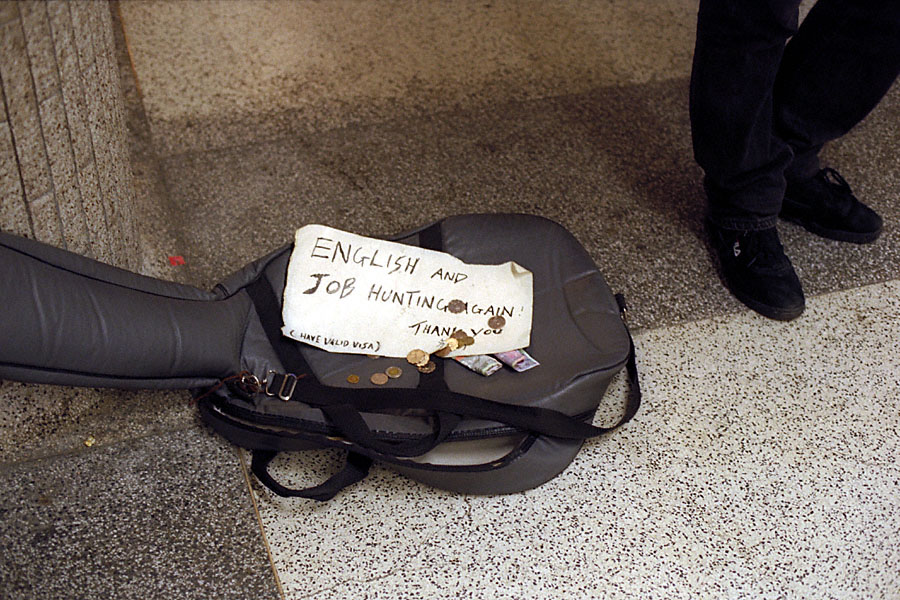 ENGLISH AND
JOB HUNTING AGAIN!
THANK YOU
(HAVE VALID VISA)